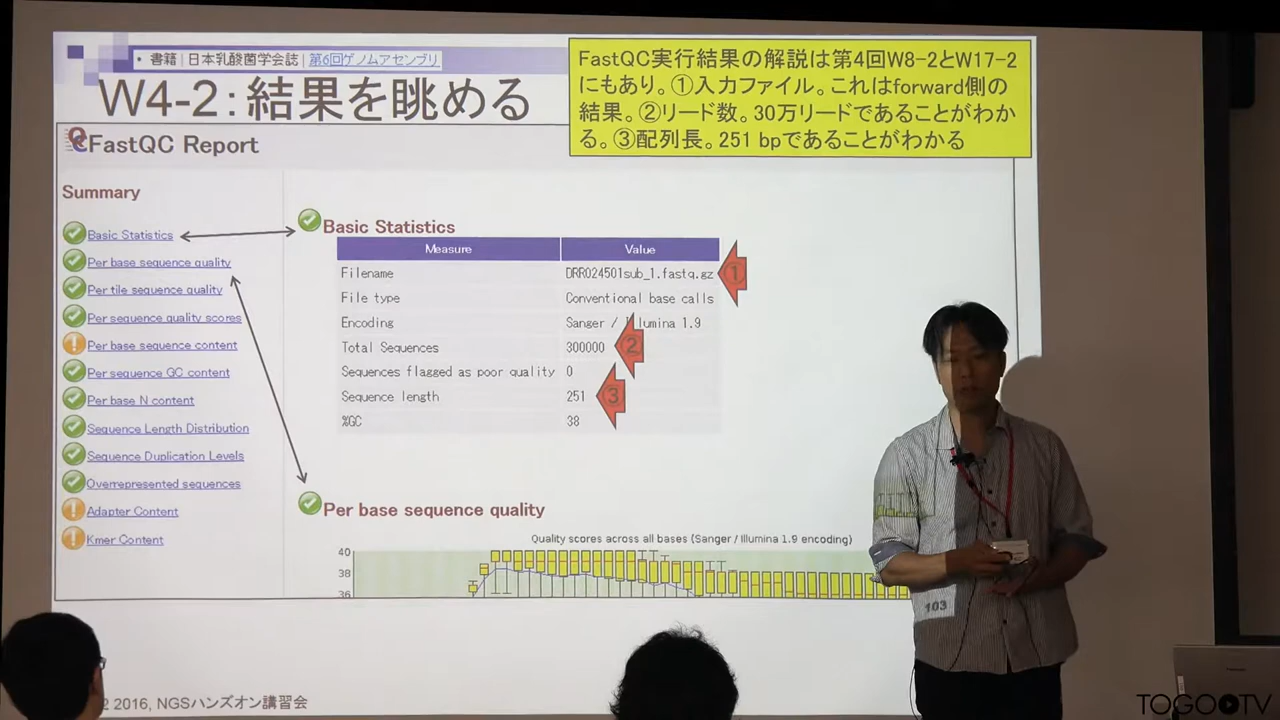 ・書籍 | 日本乳酸菌学会誌 | 第6回ゲノムアセンブリ
W4-2：結果を眺める
FastQC実行結果の解説は第4回W8-2とW17-2
にもあり。①入力ファイル。これはforward側の
結果。②リード数。30万リードであることがわか
る。③配列長。251 bpであることがわかる
FastQC Report
Summary
Basic Statistics
Per base sequence quality
Per tile sequence quality
Per sequence quality scores
Per base sequence content
Per sequence GC content
Per base N content
Sequence Length Distribution
Sequence Duplication Levels
Overrepresented sequences
Adapter Content
Kmer Content
Basic Statistics
Measure Value
Filename DRR024501sub_1.fastq.gz ①
File type Conventional base calls
Encoding Sanger / Illumina 1.9
Total Sequences 300000 ②
Sequences flagged as poor quality 0
Sequence length 251 ③
%GC 38
Per base sequence quality
Quality scores across all bases (Sanger / Illumina 1.9 encoding)
40
38
36
103
2 2016, NGSハンズオン講習会
TOGOTV